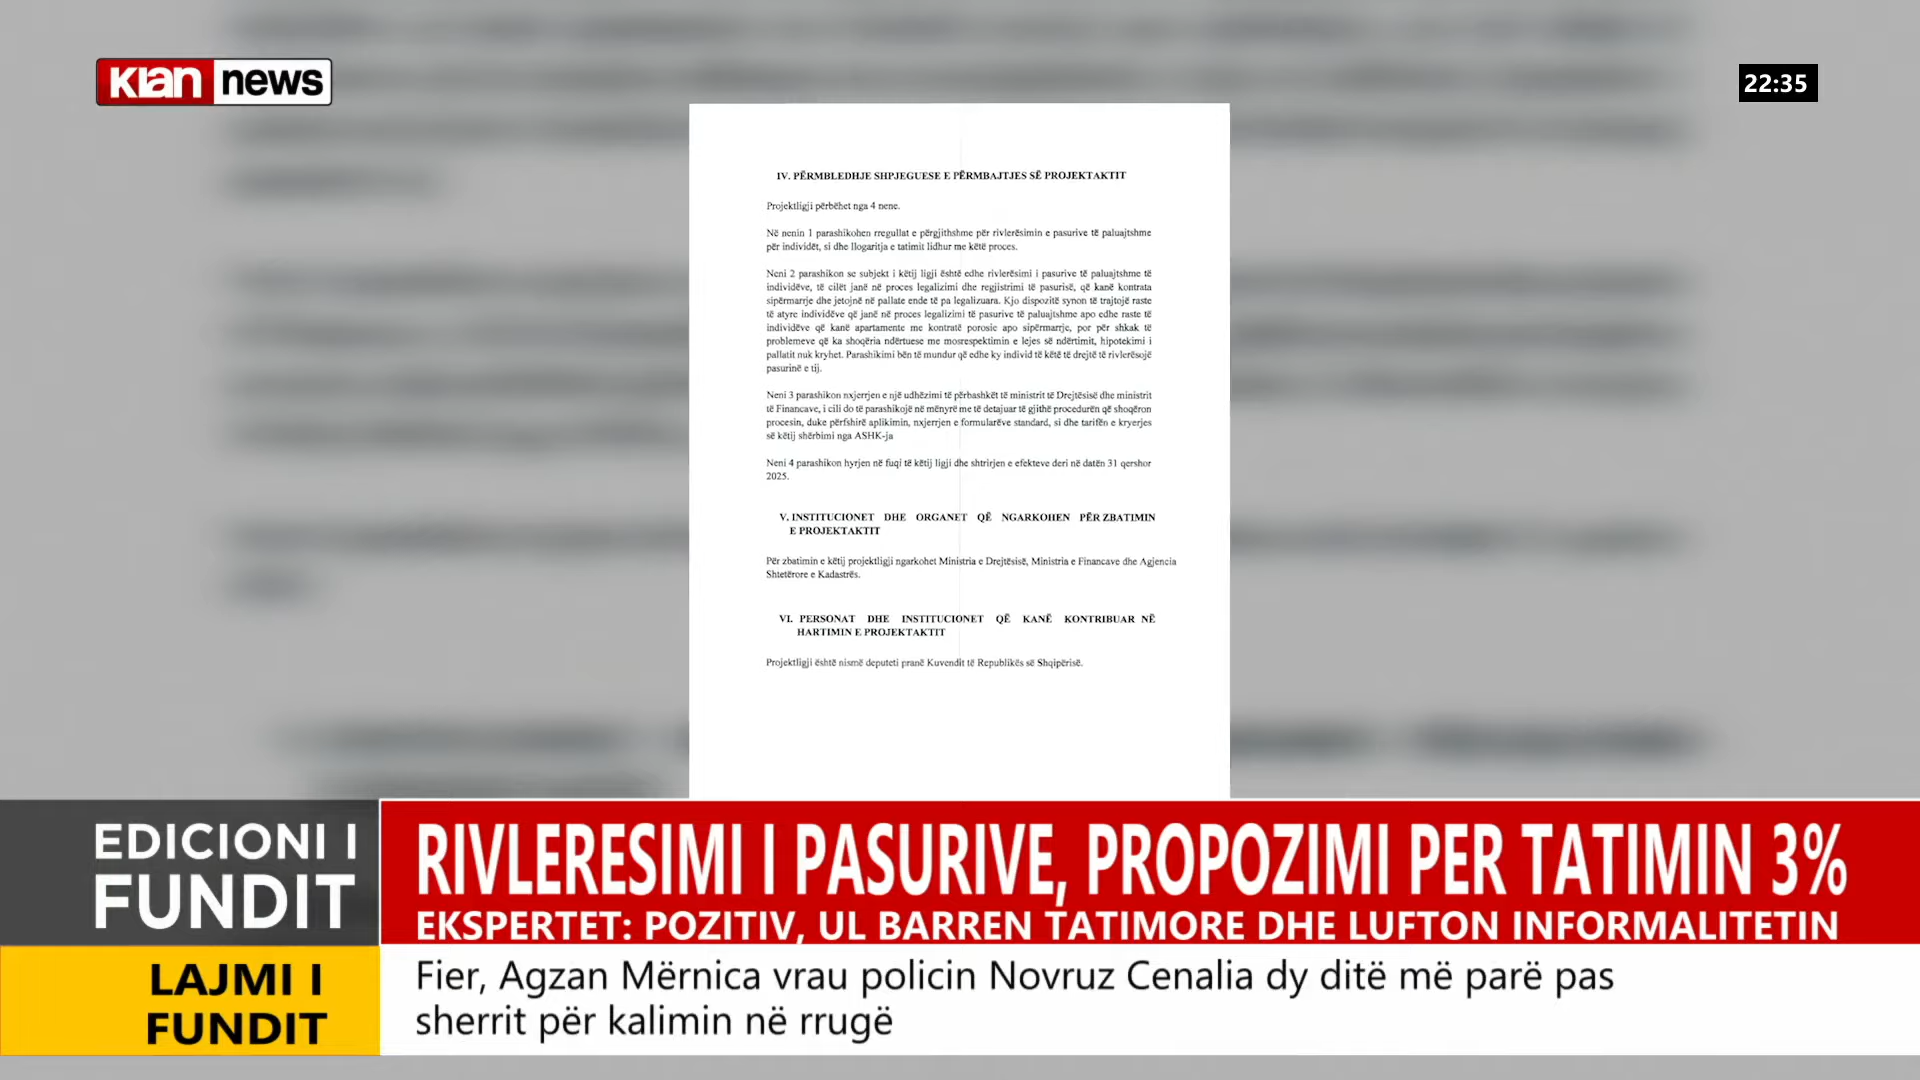 Klan news
22:35
IV. PËRMBLEDHJE SHPJEGUESE E PËRMBAJTJES SË PROJEKTAKTIT
Projektligji përbëhet nga 4 nene.
Në nenin 1 parashikohen rregullat e përgjithshme për rivlerësimin e pasurive të paluajtshme
për individët, si dhe llogaritja e tatimit lidhur me këtë proces.
Neni 2 parashikon se subjekt i këtij ligji është edhe rivlerësimi i pasurive të paluajtshme të
individëve, të cilët janë në proces legalizimi dhe regjistrimi të pasurisë, që kanë kontrata
sipërmarrje dhe jetojnë në pallate ende të pa legalizuara. Kjo dispozitë synon të trajtojë raste
të atyre individëve që janë në proces legalizimi të pasurive të paluajtshme apo edhe raste të
individëve që kanë apartamente me kontratë porosie apo sipërmarrje, por për shkak të
problemeve që ka shoqëria ndërtuese me mosrespektimin e lejes së ndërtimit, hipotekimi i
pallatit nuk kryhet. Parashikimi bën të mundur që edhe ky individ të këtë të drejtë të rivlerësojë
pasurinë e tij.
Neni 3 parashikon nxjerrjen e një udhëzimi të përbashkët të ministrit të Drejtësisë dhe ministrit
të Financave, i cili do të parashikojë në mënyrë me të detajuar të gjithë procedurën që shoqëron
procesin, duke përfshirë aplikimin, nxjerrjen e formularëve standard, si dhe tarifën e kryerjes
së këtij shërbimi nga ASHK-ja
Neni 4 parashikon hyrjen në fuqi të këtij ligji dhe shtrirjen e efekteve deri në datën 31 qershor
2025.
V. INSTITUCIONET DHE ORGANET QË NGARKOHEN PËR ZBATIMIN
E PROJEKTAKTIT
Për zbatimin e këtij projektligji ngarkohet Ministria e Drejtësisë, Ministria e Financave dhe Agjencia
Shtetërore e Kadastrës.
VI. PERSONAT DHE INSTITUCIONET QË KANË KONTRIBUAR NË
HARTIMIN E PROJEKTAKTIT
Projektligji është nismë deputeti pranë Kuvendit të Republikës së Shqipërisë.
EDICIONI I
FUNDIT
RIVLERESIMI I PASURIVE, PROPOZIMI PER TATIMIN 3%
EKSPERTET: POZITIV, UL BARREN TATIMORE DHE LUFTON INFORMALITETIN
LAJMI I
FUNDIT
Fier, Agzan Mërnica vrau policin Novruz Cenalia dy ditë më parë pas
sherrit për kalimin në rrugë